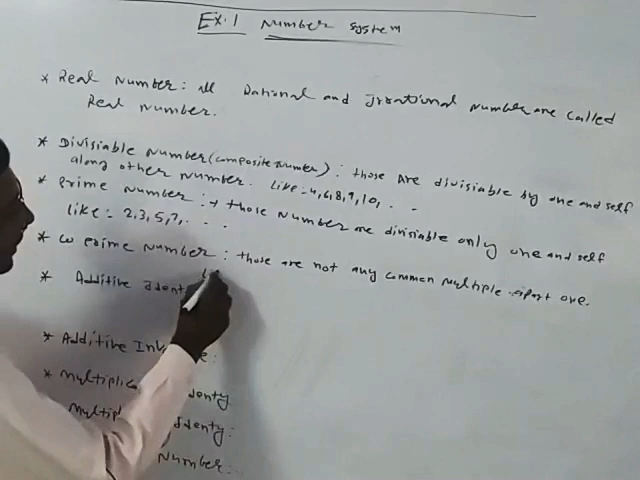 Ex.1 Number System
* Real Number: all Rational and Irrational Number are called
Real Number.
* Divisiable Number (composite Number): those are divisiable by one and self
along other number. Like:- 4,6,8,9,10, . .
* Prime Number: → those Number are divisiable only one and self
like:- 2,3,5,7, . . .
* co prime Number: those are not any common multiple apart one.
* Additive
* Additive
Number: